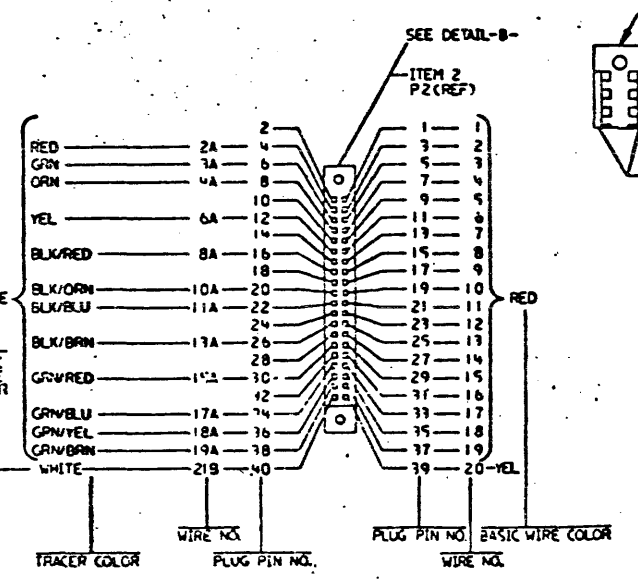 SEE DETAIL-B-
ITEM 2
P2(REF)
2 1 1
RED 2A 4 3 2
GRN 3A 6 5 3
ORN 4A 8 7 4
10 9 5
YEL 6A 12 11 6
14 13 7
BLK/RED 8A 16 15 8
18 17 9
BLK/ORN 10A 20 19 10
E RED
BLK/BLU 11A 22 21 11
24 23 12
BLK/BRN 13A 26 25 13
28 27 14
GRN/RED 30 29 15
32 31 16
GRN/BLU 17A 34 33 17
GRN/YEL 18A 36 35 18
GRN/BRN 19A 38 37 19
WHITE 21B 40 39 20-YEL
WIRE NO. PLUG PIN NO. BASIC WIRE COLOR
TRACER COLOR PLUG PIN NO. WIRE NO.